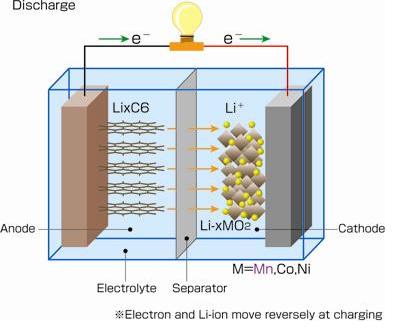 Discharge
e⁻ e⁻
LixC6 Li⁺
Li-xMO2
Anode Cathode
M=Mn,Co,Ni
Electrolyte Separator
※Electron and Li-ion move reversely at charging